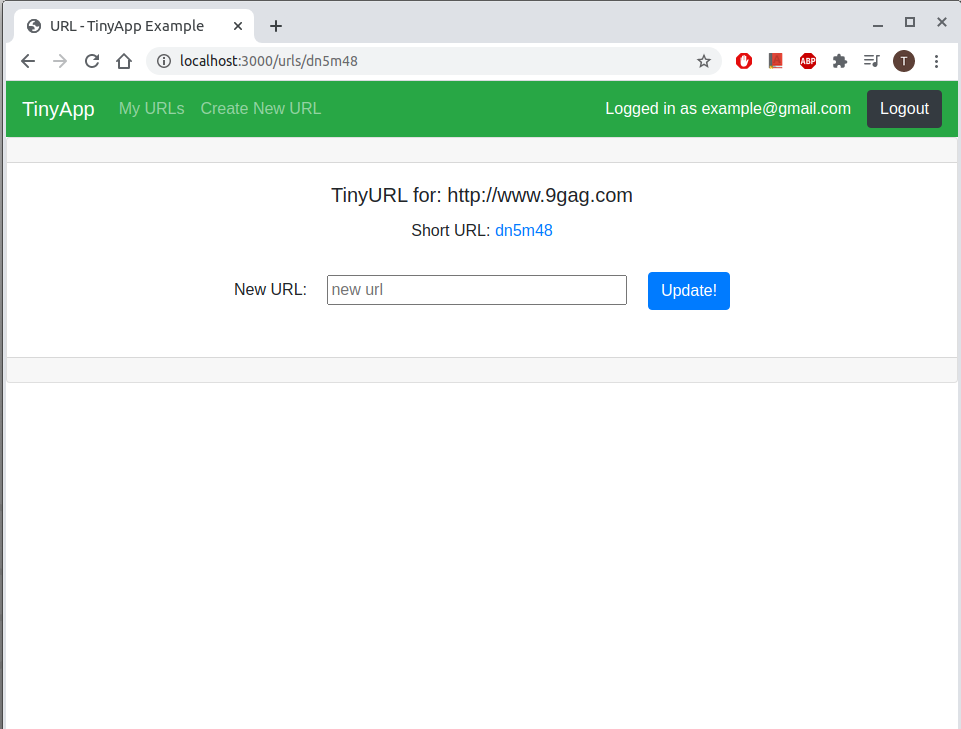 URL - TinyApp Example
localhost:3000/urls/dn5m48
ABP
T
TinyApp My URLs Create New URL Logged in as example@gmail.com Logout
TinyURL for: http://www.9gag.com
Short URL: dn5m48
New URL: new url Update!